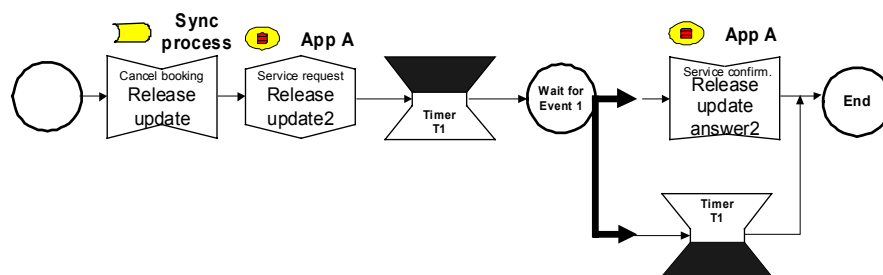 Sync
process
App A
Cancel booking
Release
update
Service request
Release
update2
Timer
T1
Wait for
Event 1
App A
Service confirm.
Release
update
answer2
End
Timer
T1